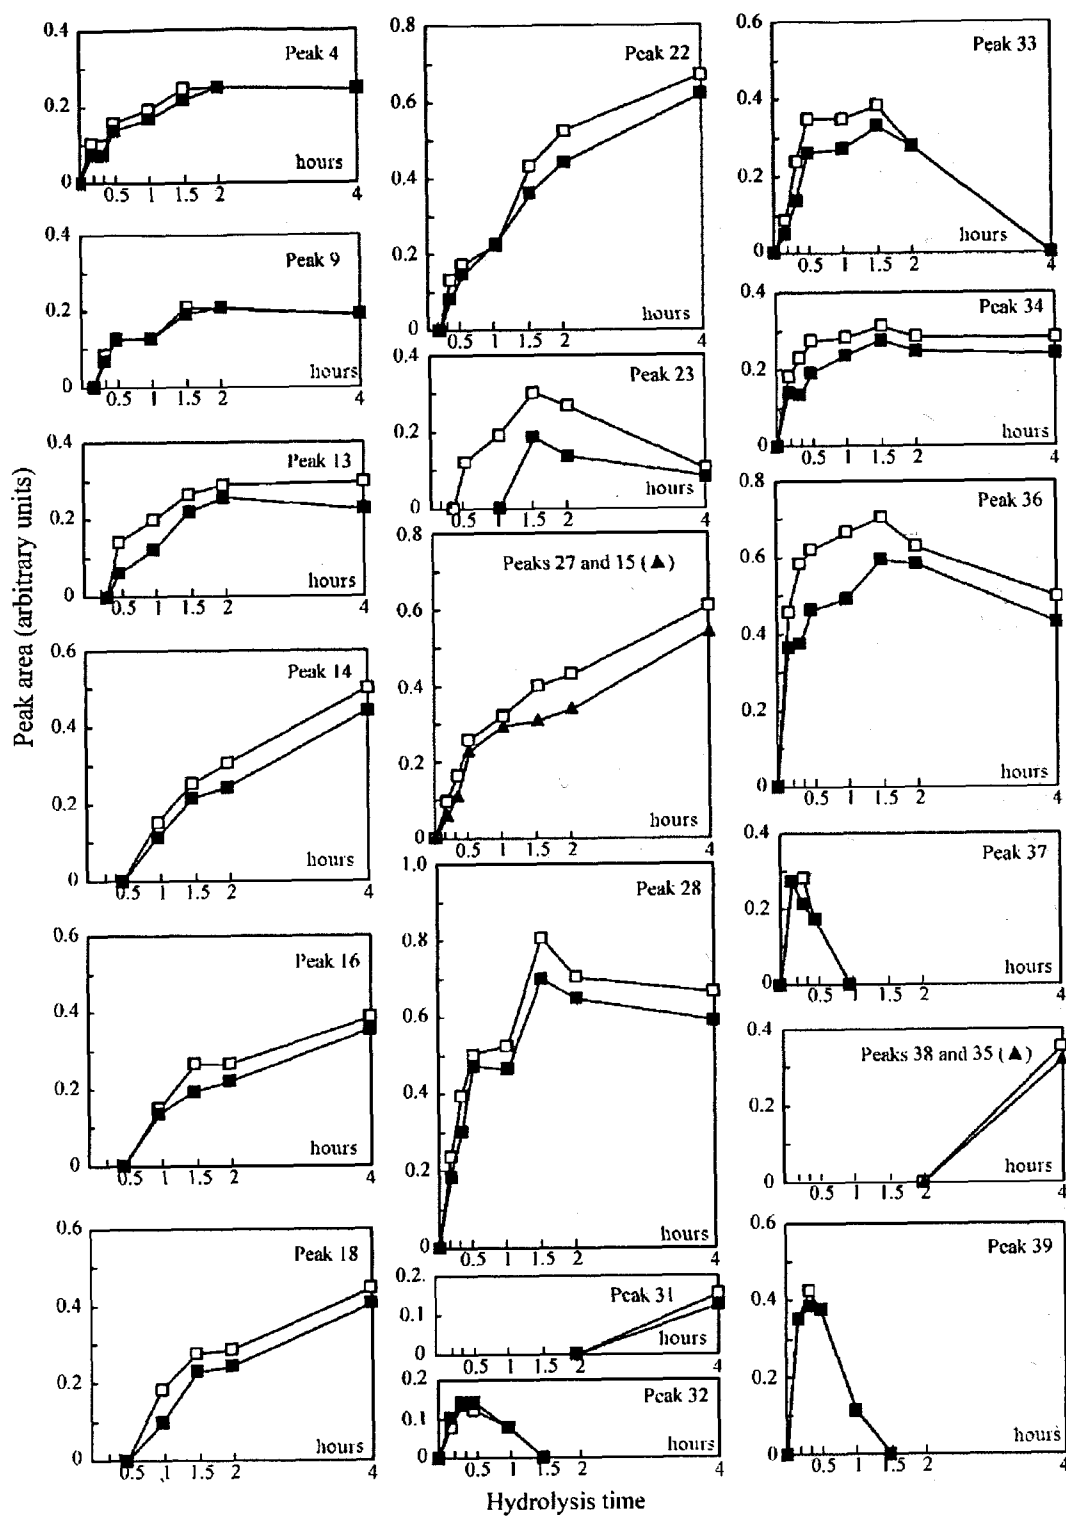 Peak area (arbitrary units)
0.4
Peak 4
0.2
hours
0
0.5 1 1.5 2 4
0.4
Peak 9
0.2
hours
0
0.5 1 1.5 2 4
0.4
Peak 13
0.2
hours
0
0.5 1 1.5 2 4
0.6
Peak 14
0.4
0.2
hours
0
0.5 1 1.5 2 4
0.6
Peak 16
0.4
0.2
hours
0
0.5 1 1.5 2 4
0.6
Peak 18
0.4
0.2
hours
0
0.5 1 1.5 2 4
0.8
Peak 22
0.6
0.4
0.2
hours
0
0.5 1 1.5 2 4
0.4
Peak 23
0.2
hours
0
0.5 1 1.5 2 4
0.8
Peaks 27 and 15 (▲)
0.6
0.4
0.2
hours
0
0.5 1 1.5 2 4
1.0
Peak 28
0.8
0.6
0.4
0.2
hours
0
0.5 1 1.5 2 4
0.2
Peak 31
0.1
hours
0
0.5 1 1.5 2 4
0.2
Peak 32
0.1
hours
0
0.5 1 1.5 2 4
0.6
Peak 33
0.4
0.2
hours
0
0.5 1 1.5 2 4
0.4
Peak 34
0.2
hours
0
0.5 1 1.5 2 4
0.8
Peak 36
0.6
0.4
0.2
hours
0
0.5 1 1.5 2 4
0.4
Peak 37
0.2
hours
0
0.5 1 1.5 2 4
0.4
Peaks 38 and 35 (▲)
0.2
hours
0
0.5 1 1.5 2 4
0.6
Peak 39
0.4
0.2
hours
0
0.5 1 1.5 2 4
Hydrolysis time